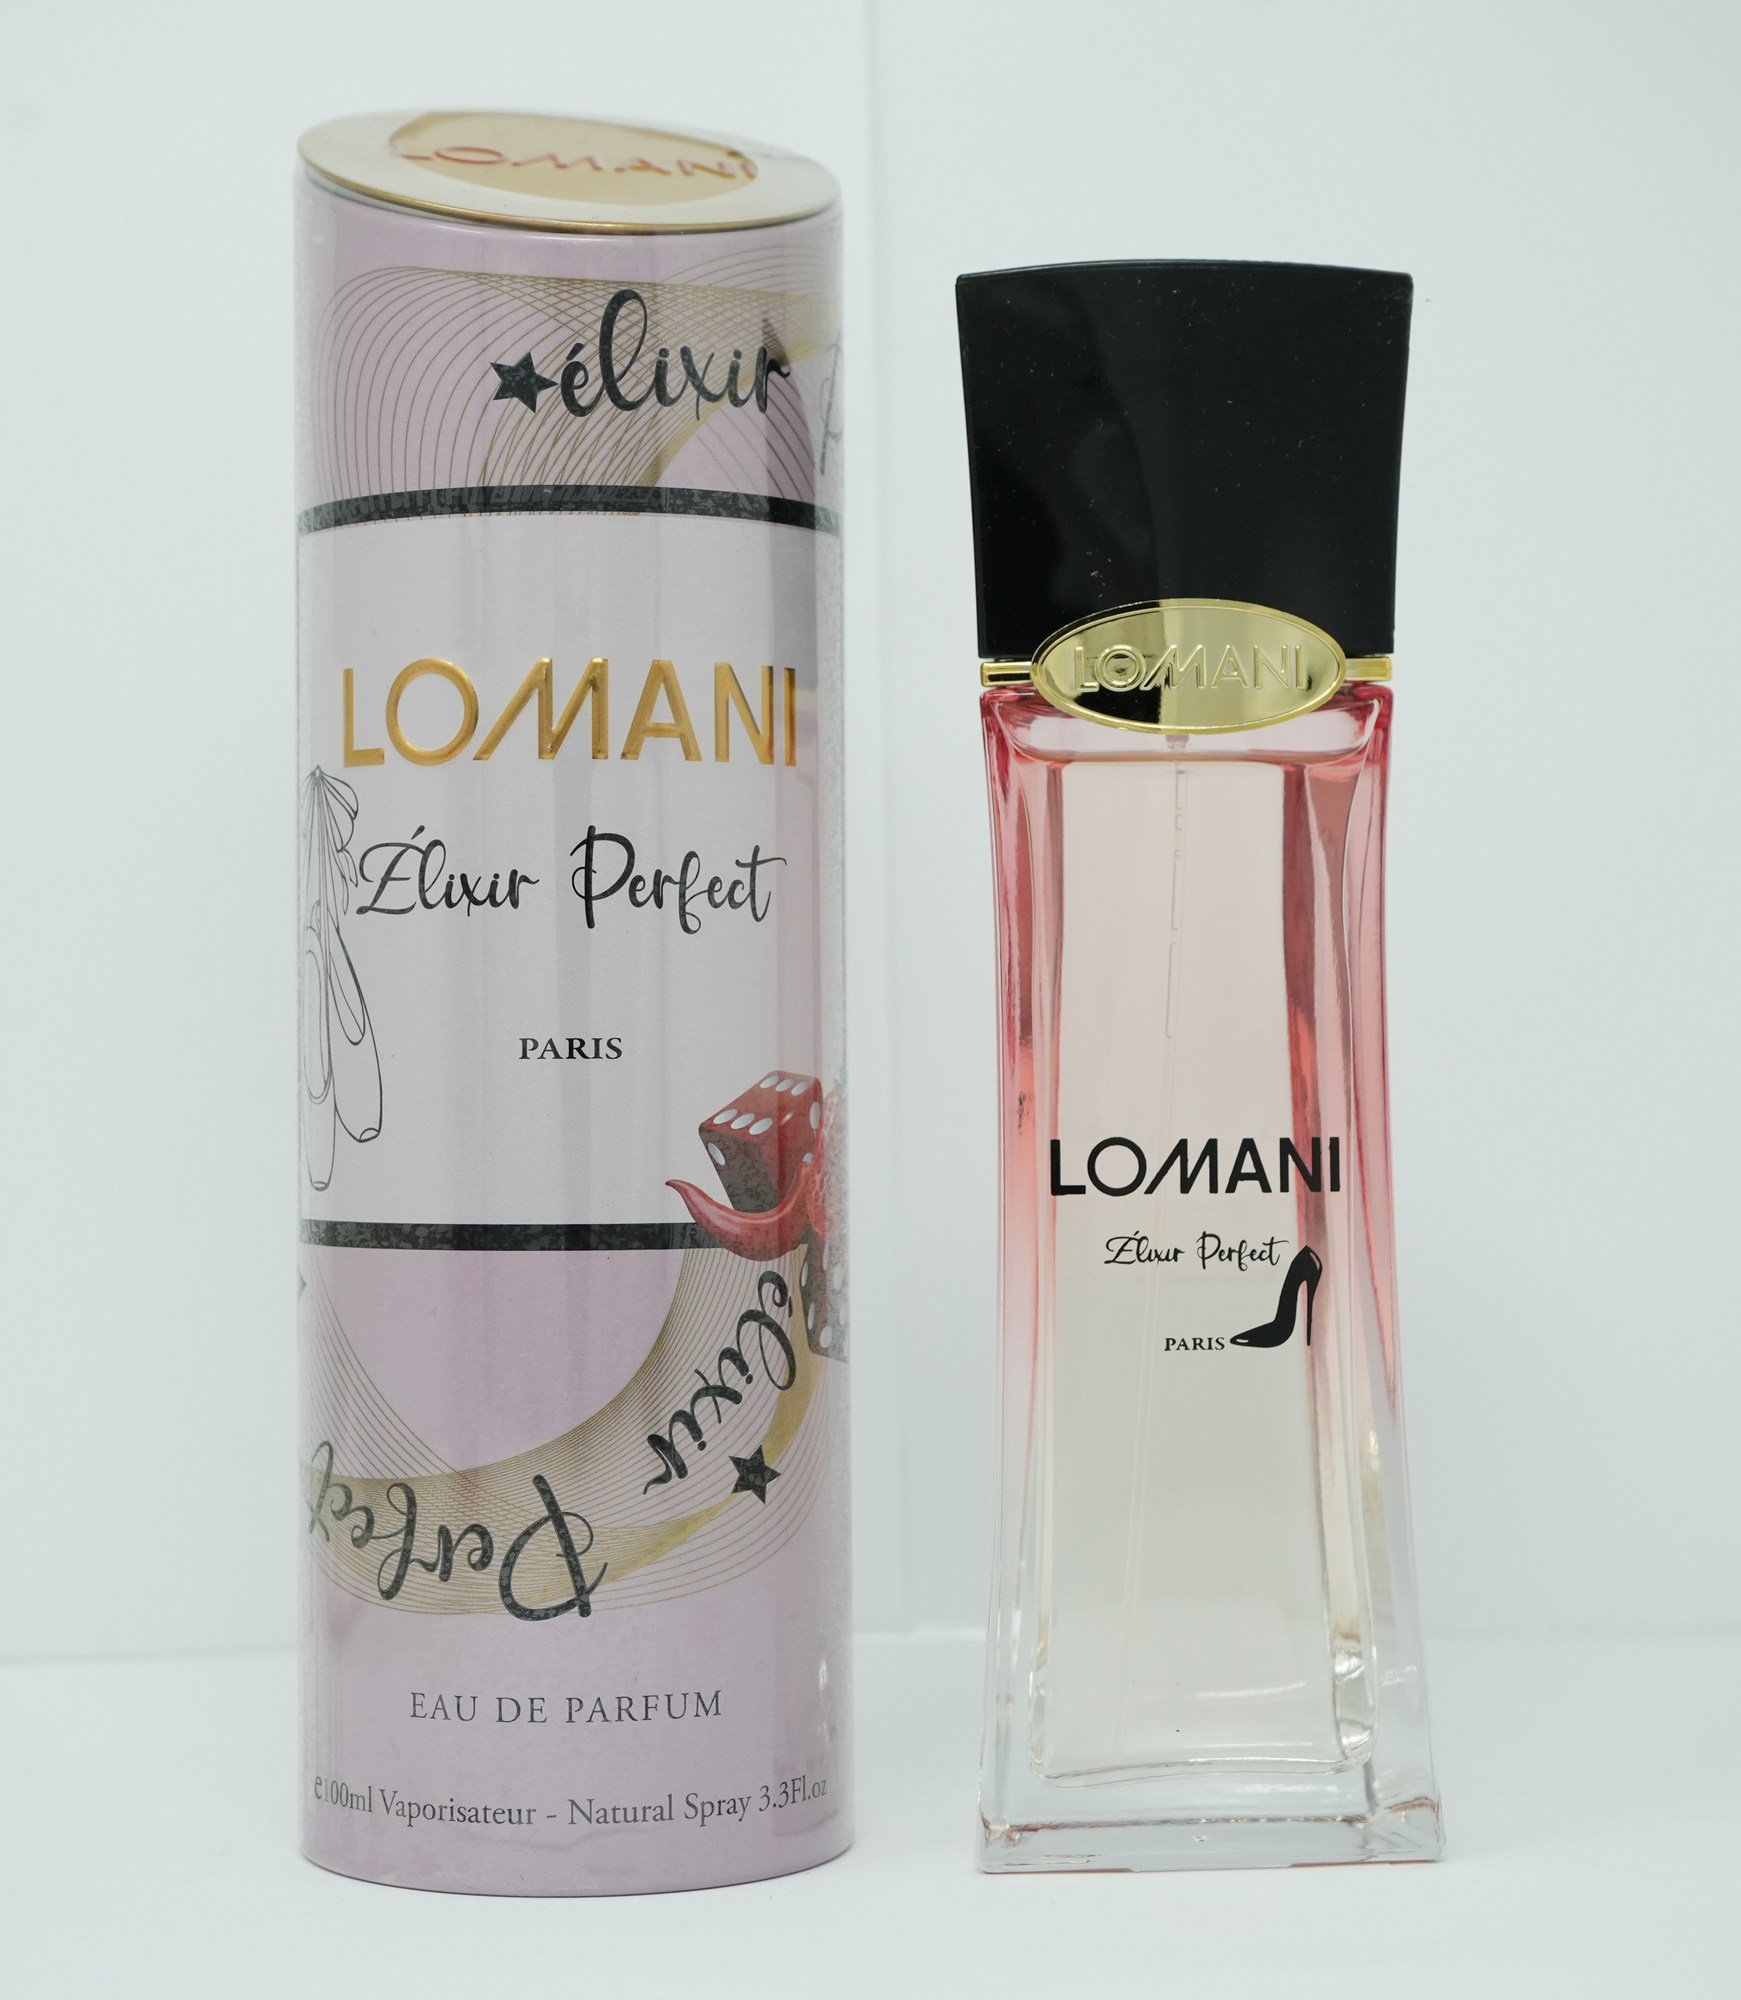 LOMANI
élixir
LOMANI
Élixir Perfect
PARIS
élixir
Perfect
EAU DE PARFUM
e100ml Vaporisateur - Natural Spray 3.3Fl.oz
LOMANI
LOMANI
Élixir Perfect
PARIS